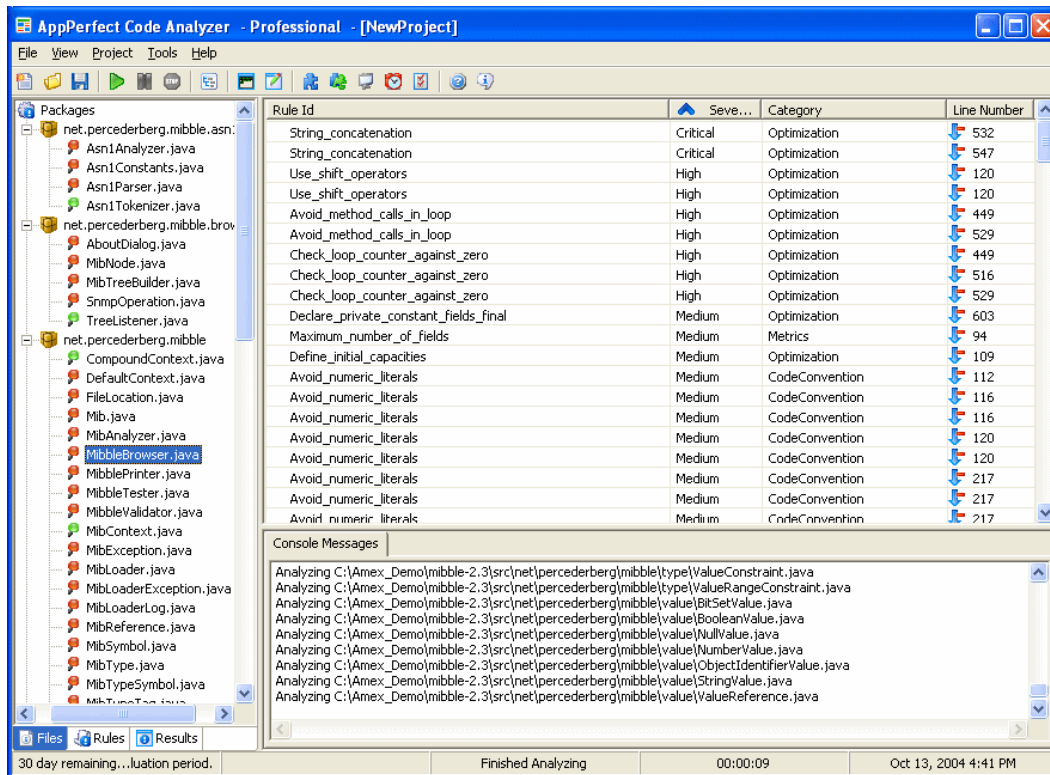 AppPerfect Code Analyzer - Professional - [NewProject]
File View Project Tools Help
Packages
net.percederberg.mibble.asn1
Asn1Analyzer.java
Asn1Constants.java
Asn1Parser.java
Asn1Tokenizer.java
net.percederberg.mibble.brow
AboutDialog.java
MibNode.java
MibTreeBuilder.java
SnmpOperation.java
TreeListener.java
net.percederberg.mibble
CompoundContext.java
DefaultContext.java
FileLocation.java
Mib.java
MibAnalyzer.java
MibbleBrowser.java
MibblePrinter.java
MibbleTester.java
MibbleValidator.java
MibContext.java
MibException.java
MibLoader.java
MibLoaderException.java
MibLoaderLog.java
MibReference.java
MibSymbol.java
MibType.java
MibTypeSymbol.java
MibTypeTag.java
Files Rules Results
Rule Id Seve... Category Line Number
String_concatenation Critical Optimization 532
String_concatenation Critical Optimization 547
Use_shift_operators High Optimization 120
Use_shift_operators High Optimization 120
Avoid_method_calls_in_loop High Optimization 449
Avoid_method_calls_in_loop High Optimization 529
Check_loop_counter_against_zero High Optimization 449
Check_loop_counter_against_zero High Optimization 516
Check_loop_counter_against_zero High Optimization 529
Declare_private_constant_fields_final Medium Optimization 603
Maximum_number_of_fields Medium Metrics 94
Define_initial_capacities Medium Optimization 109
Avoid_numeric_literals Medium CodeConvention 112
Avoid_numeric_literals Medium CodeConvention 116
Avoid_numeric_literals Medium CodeConvention 116
Avoid_numeric_literals Medium CodeConvention 120
Avoid_numeric_literals Medium CodeConvention 120
Avoid_numeric_literals Medium CodeConvention 217
Avoid_numeric_literals Medium CodeConvention 217
Avoid_numeric_literals Medium CodeConvention 217
Console Messages
Analyzing C:\Amex_Demo\mibble-2.3\src\net\percederberg\mibble\type\ValueConstraint.java
Analyzing C:\Amex_Demo\mibble-2.3\src\net\percederberg\mibble\type\ValueRangeConstraint.java
Analyzing C:\Amex_Demo\mibble-2.3\src\net\percederberg\mibble\value\BitSetValue.java
Analyzing C:\Amex_Demo\mibble-2.3\src\net\percederberg\mibble\value\BooleanValue.java
Analyzing C:\Amex_Demo\mibble-2.3\src\net\percederberg\mibble\value\NullValue.java
Analyzing C:\Amex_Demo\mibble-2.3\src\net\percederberg\mibble\value\NumberValue.java
Analyzing C:\Amex_Demo\mibble-2.3\src\net\percederberg\mibble\value\ObjectIdentifierValue.java
Analyzing C:\Amex_Demo\mibble-2.3\src\net\percederberg\mibble\value\StringValue.java
Analyzing C:\Amex_Demo\mibble-2.3\src\net\percederberg\mibble\value\ValueReference.java
30 day remaining...luation period. Finished Analyzing 00:00:09 Oct 13, 2004 4:41 PM